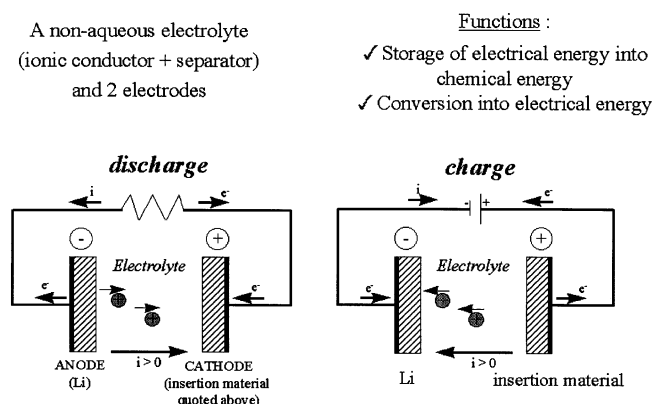 A non-aqueous electrolyte
(ionic conductor + separator)
and 2 electrodes
Functions :
✓ Storage of electrical energy into
chemical energy
✓ Conversion into electrical energy
discharge
i
e-
-
+
Electrolyte
e-
e-
ANODE
(Li)
i > 0
CATHODE
(insertion material
quoted above)
charge
i
- +
e-
-
+
Electrolyte
e-
e-
i > 0
Li
insertion material